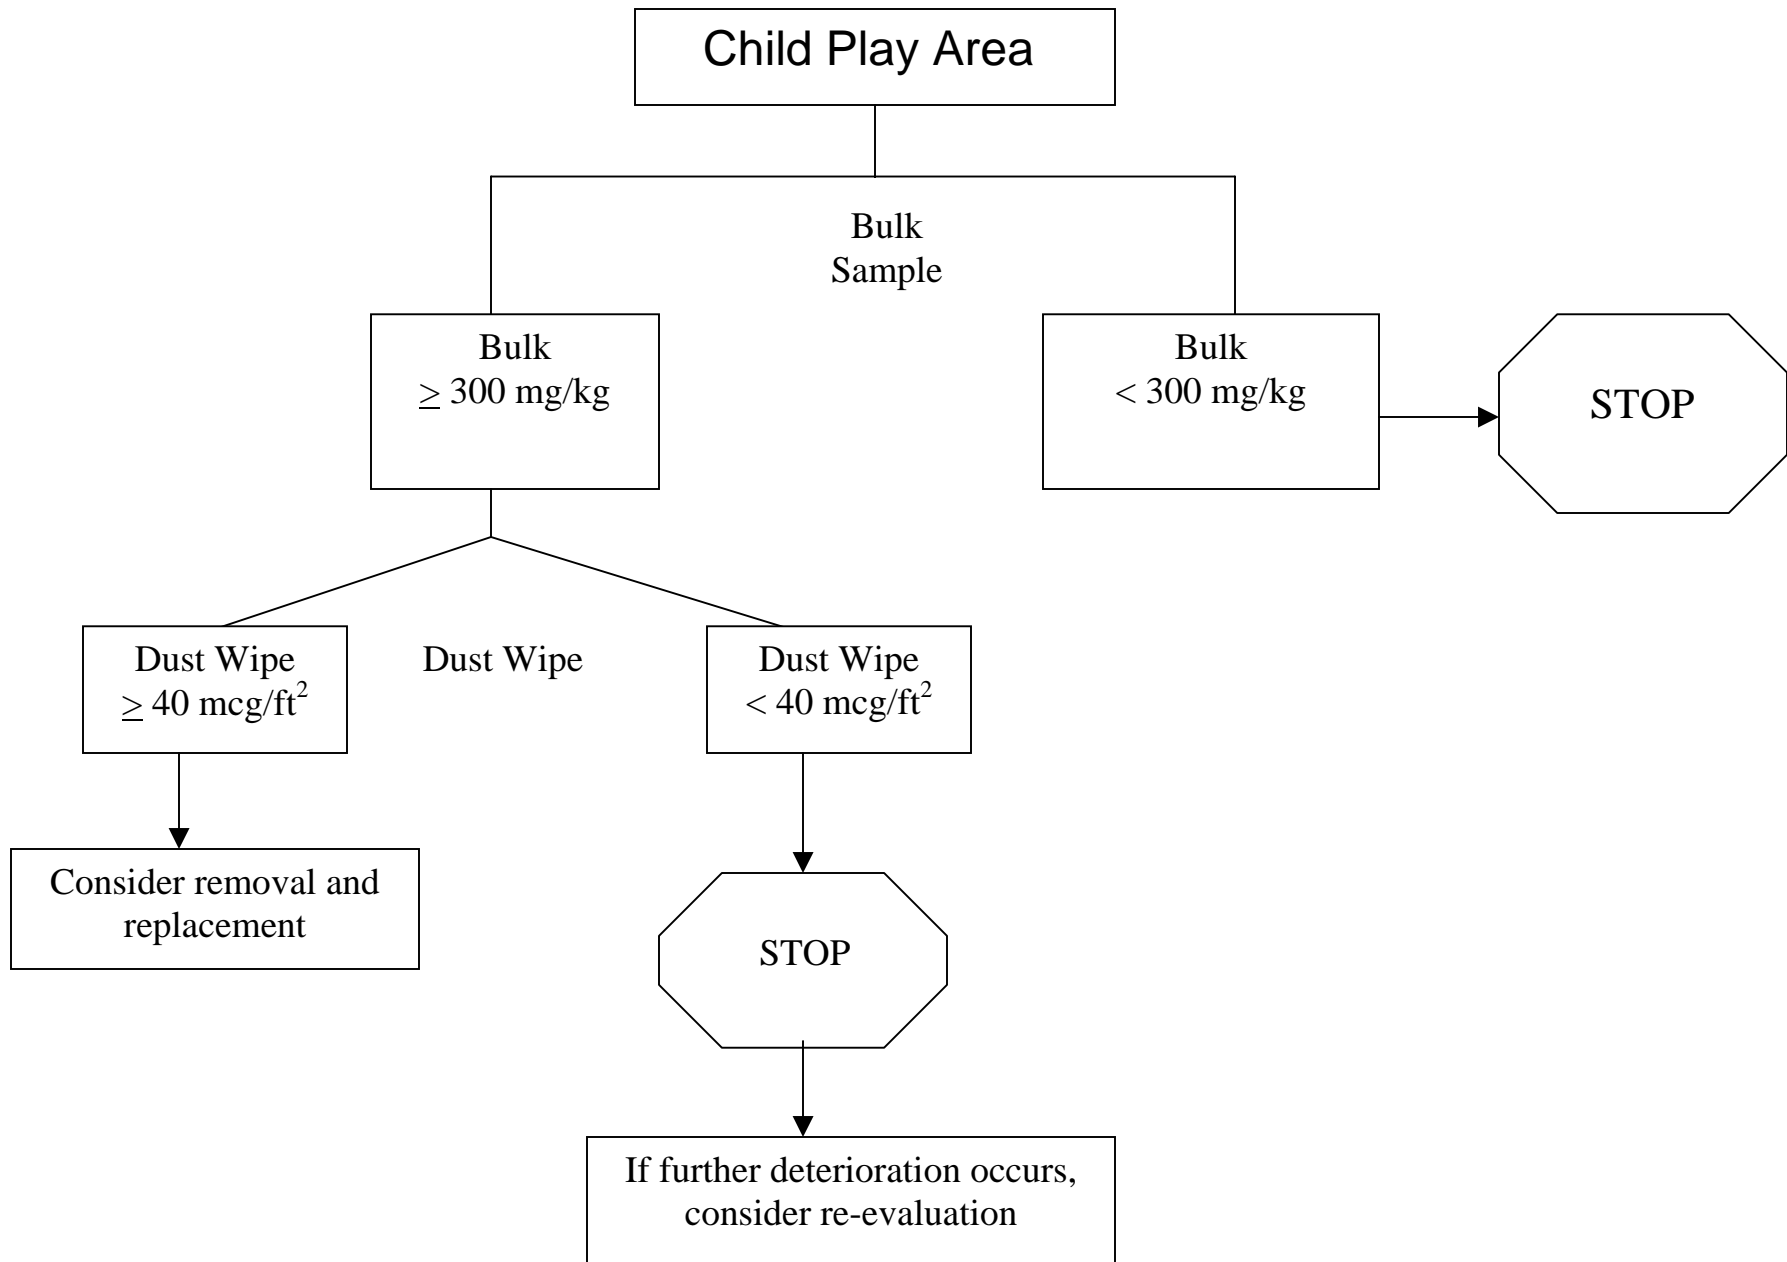 Child Play Area
Bulk
Sample
Bulk
≥ 300 mg/kg
Bulk
< 300 mg/kg
STOP
Dust Wipe
≥ 40 mcg/ft²
Dust Wipe
Dust Wipe
< 40 mcg/ft²
Consider removal and
replacement
STOP
If further deterioration occurs,
consider re-evaluation